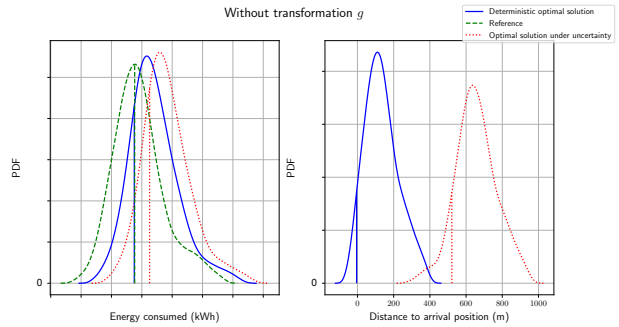 Without transformation g
Deterministic optimal solution
Reference
Optimal solution under uncertainty
PDF
0
Energy consumed (kWh)
PDF
0
0 200 400 600 800 1000
Distance to arrival position (m)